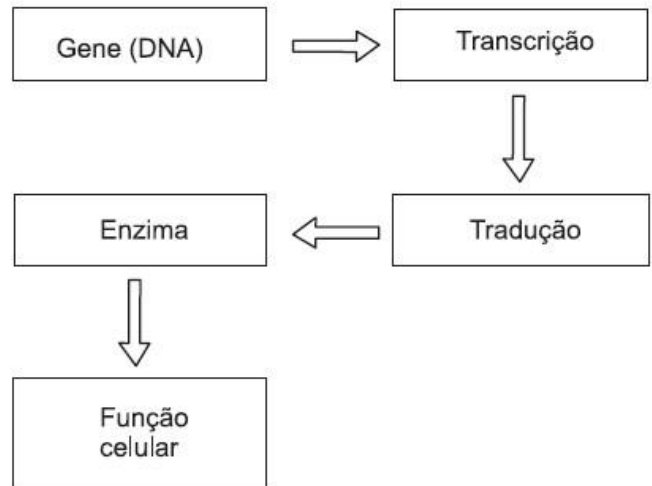 Gene (DNA)
Transcrição
Tradução
Enzima
Função
celular